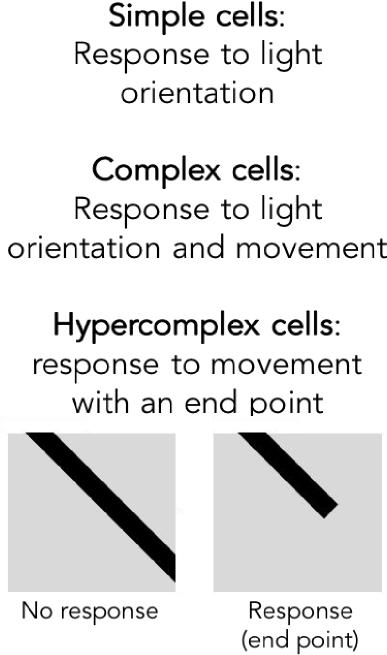 Simple cells:
Response to light
orientation
Complex cells:
Response to light
orientation and movement
Hypercomplex cells:
response to movement
with an end point
No response
Response
(end point)